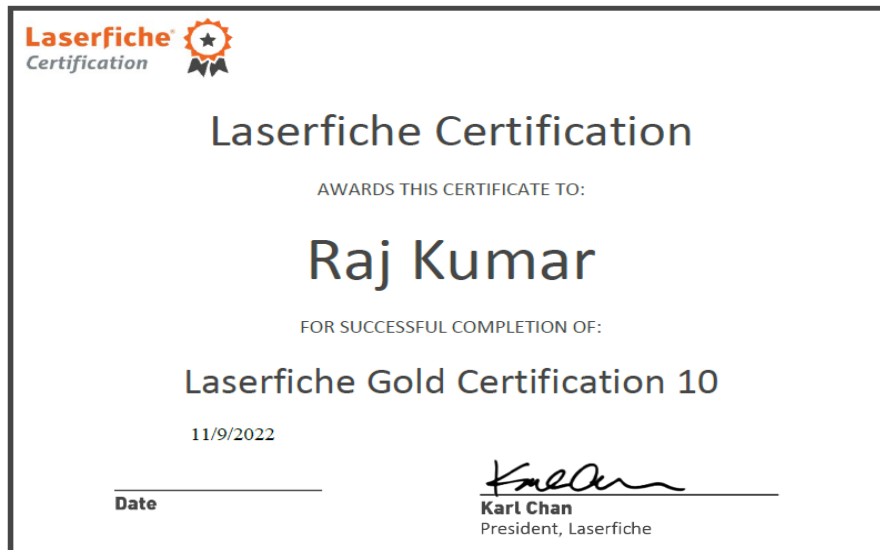 Laserfiche®
Certification
Laserfiche Certification
AWARDS THIS CERTIFICATE TO:
Raj Kumar
FOR SUCCESSFUL COMPLETION OF:
Laserfiche Gold Certification 10
11/9/2022
Date
Karl Chan
President, Laserfiche